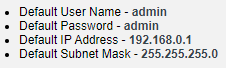 Default User Name - admin
Default Password - admin
Default IP Address - 192.168.0.1
Default Subnet Mask - 255.255.255.0